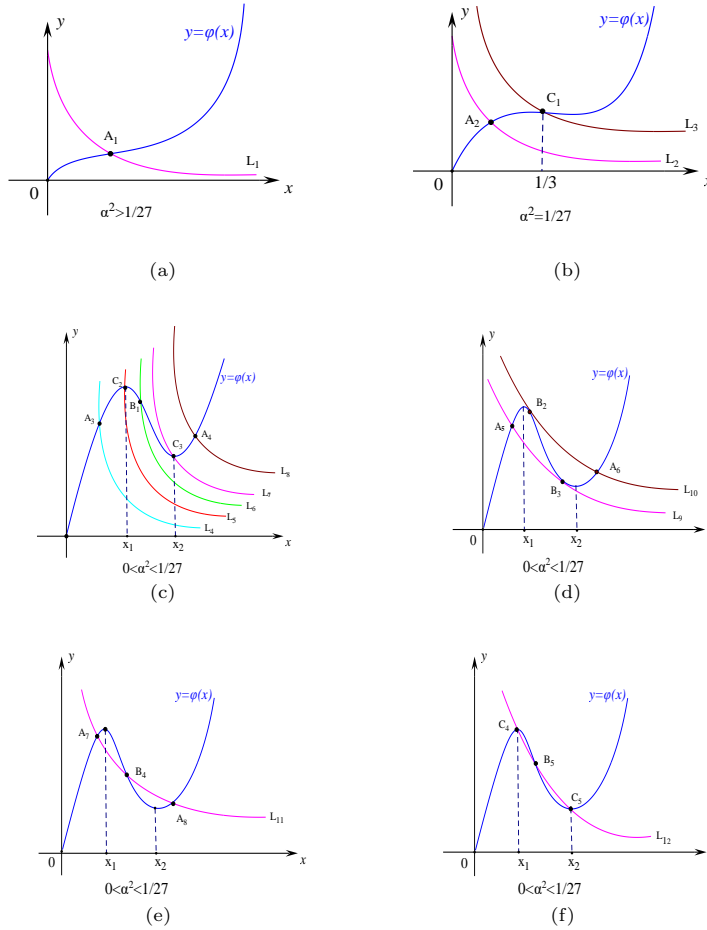 y
y=φ(x)
A₁
L₁
0
x
α²>1/27
(a)
y
y=φ(x)
C₁
A₂
L₃
L₂
0
1/3
x
α²=1/27
(b)
y
C₂
y=φ(x)
B₁
A₃
A₄
C₃
L₈
L₇
L₆
L₅
L₄
x₁
x₂
x
0<α²<1/27
(c)
y
y=φ(x)
B₂
A₅
A₆
B₃
L₁₀
L₉
0
x₁
x₂
x
0<α²<1/27
(d)
y
y=φ(x)
A₇
B₄
A₈
L₁₁
0
x₁
x₂
x
0<α²<1/27
(e)
y
y=φ(x)
C₄
B₅
C₅
L₁₂
0
x₁
x₂
0<α²<1/27
(f)